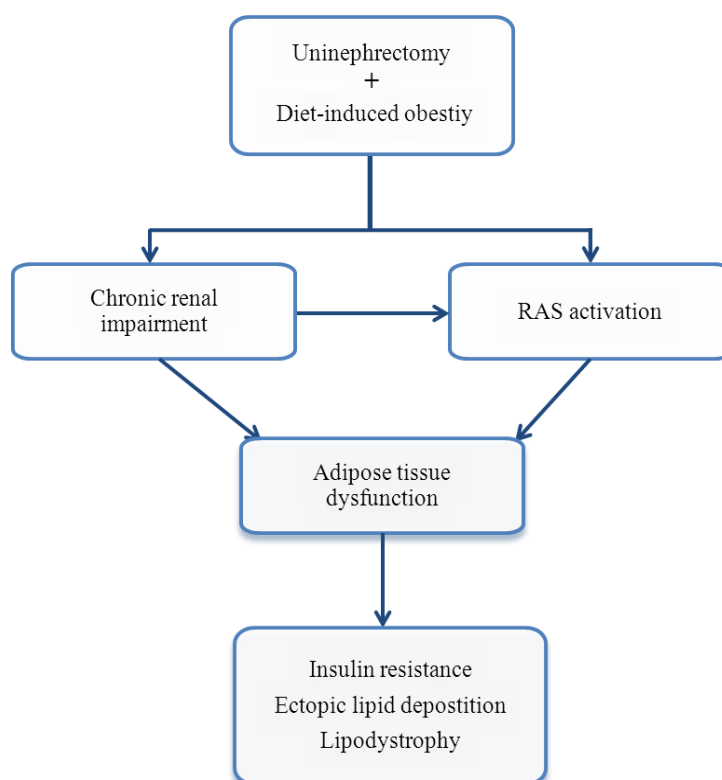 Uninephrectomy
+
Diet-induced obestiy
Chronic renal
impairment
RAS activation
Adipose tissue
dysfunction
Insulin resistance
Ectopic lipid depostition
Lipodystrophy